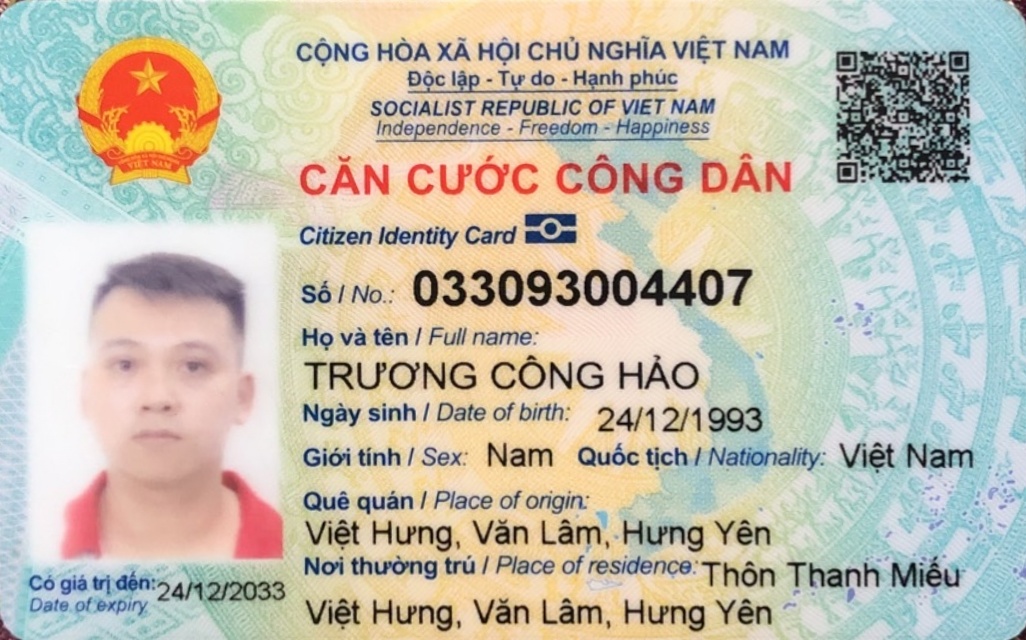 CỘNG HÒA XÃ HỘI CHỦ NGHĨA VIỆT NAM
Độc lập - Tự do - Hạnh phúc
SOCIALIST REPUBLIC OF VIET NAM
Independence - Freedom - Happiness
CĂN CƯỚC CÔNG DÂN
Citizen Identity Card
Số / No.: 033093004407
Họ và tên / Full name:
TRƯƠNG CÔNG HẢO
Ngày sinh / Date of birth: 24/12/1993
Giới tính / Sex: Nam Quốc tịch / Nationality: Việt Nam
Quê quán / Place of origin:
Việt Hưng, Văn Lâm, Hưng Yên
Nơi thường trú / Place of residence: Thôn Thanh Miếu
Việt Hưng, Văn Lâm, Hưng Yên
Có giá trị đến: 24/12/2033
Date of expiry
VIỆT NAM